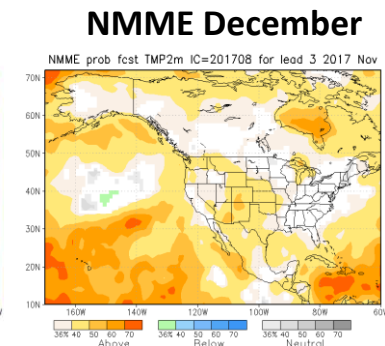 NMME December
NMME prob fcst TMP2m IC=201708 for lead 3 2017 Nov
70N
60N
50N
40N
30N
20N
10N
160W 140W 120W 100W 80W
36% 40 50 60 70 36% 40 50 60 70 36% 40 50 60 70
Above Below Neutral